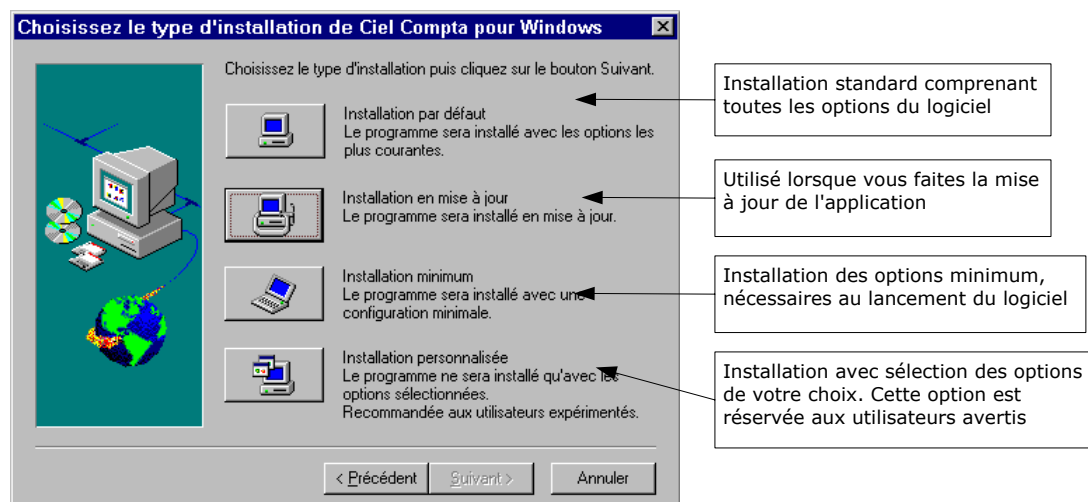 Choisissez le type d'installation de Ciel Compta pour Windows
Choisissez le type d'installation puis cliquez sur le bouton Suivant.
Installation par défaut
Le programme sera installé avec les options les
plus courantes.
Installation standard comprenant
toutes les options du logiciel
Installation en mise à jour
Le programme sera installé en mise à jour.
Utilisé lorsque vous faites la mise
à jour de l'application
Installation minimum
Le programme sera installé avec une
configuration minimale.
Installation des options minimum,
nécessaires au lancement du logiciel
Installation personnalisée
Le programme ne sera installé qu'avec les
options sélectionnées.
Recommandée aux utilisateurs expérimentés.
Installation avec sélection des options
de votre choix. Cette option est
réservée aux utilisateurs avertis
< Précédent
Suivant >
Annuler